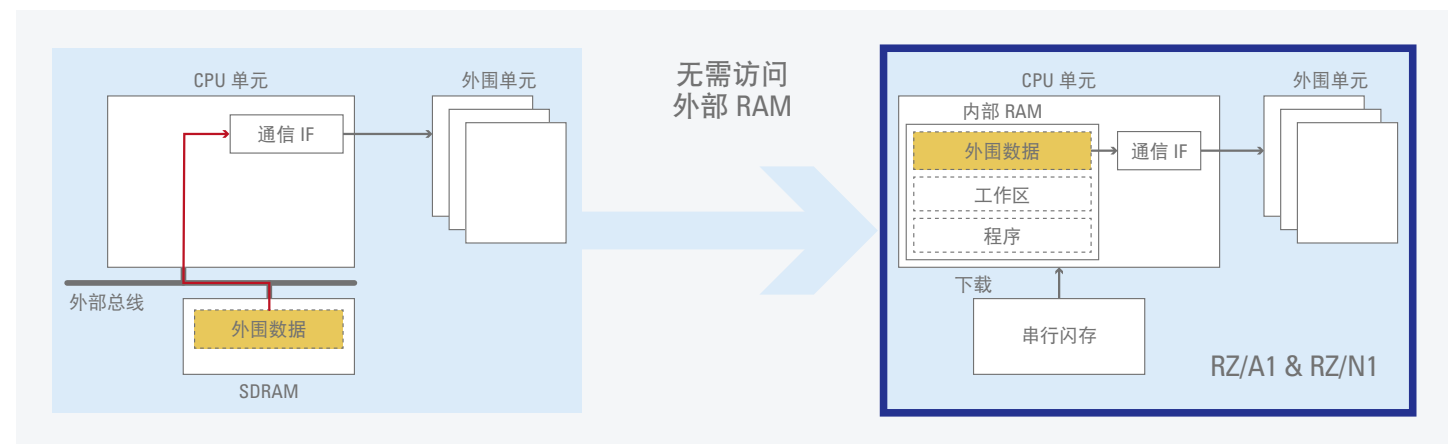 CPU 单元
外围单元
通信 IF
外部总线
外围数据
SDRAM
无需访问
外部 RAM
CPU 单元
外围单元
内部 RAM
外围数据
通信 IF
工作区
程序
下载
串行闪存
RZ/A1 & RZ/N1